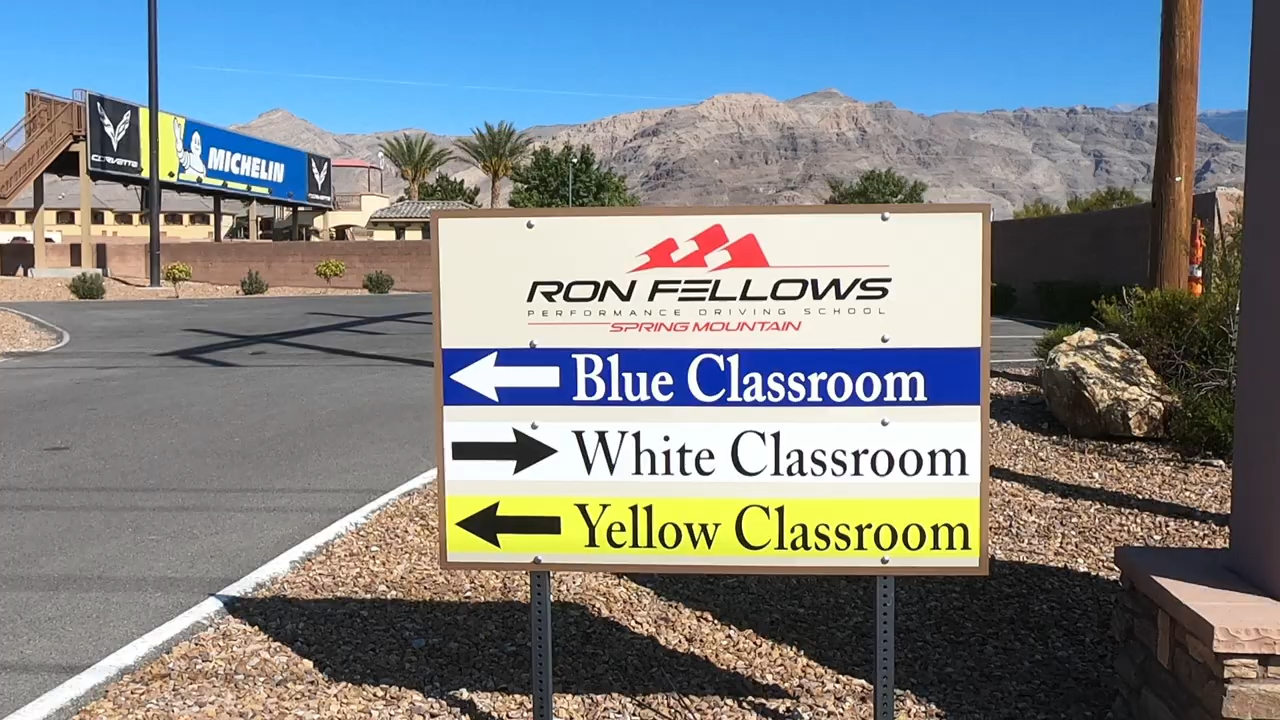 CORVETTE
MICHELIN
RON FELLOWS
PERFORMANCE DRIVING SCHOOL
SPRING MOUNTAIN
Blue Classroom
White Classroom
Yellow Classroom